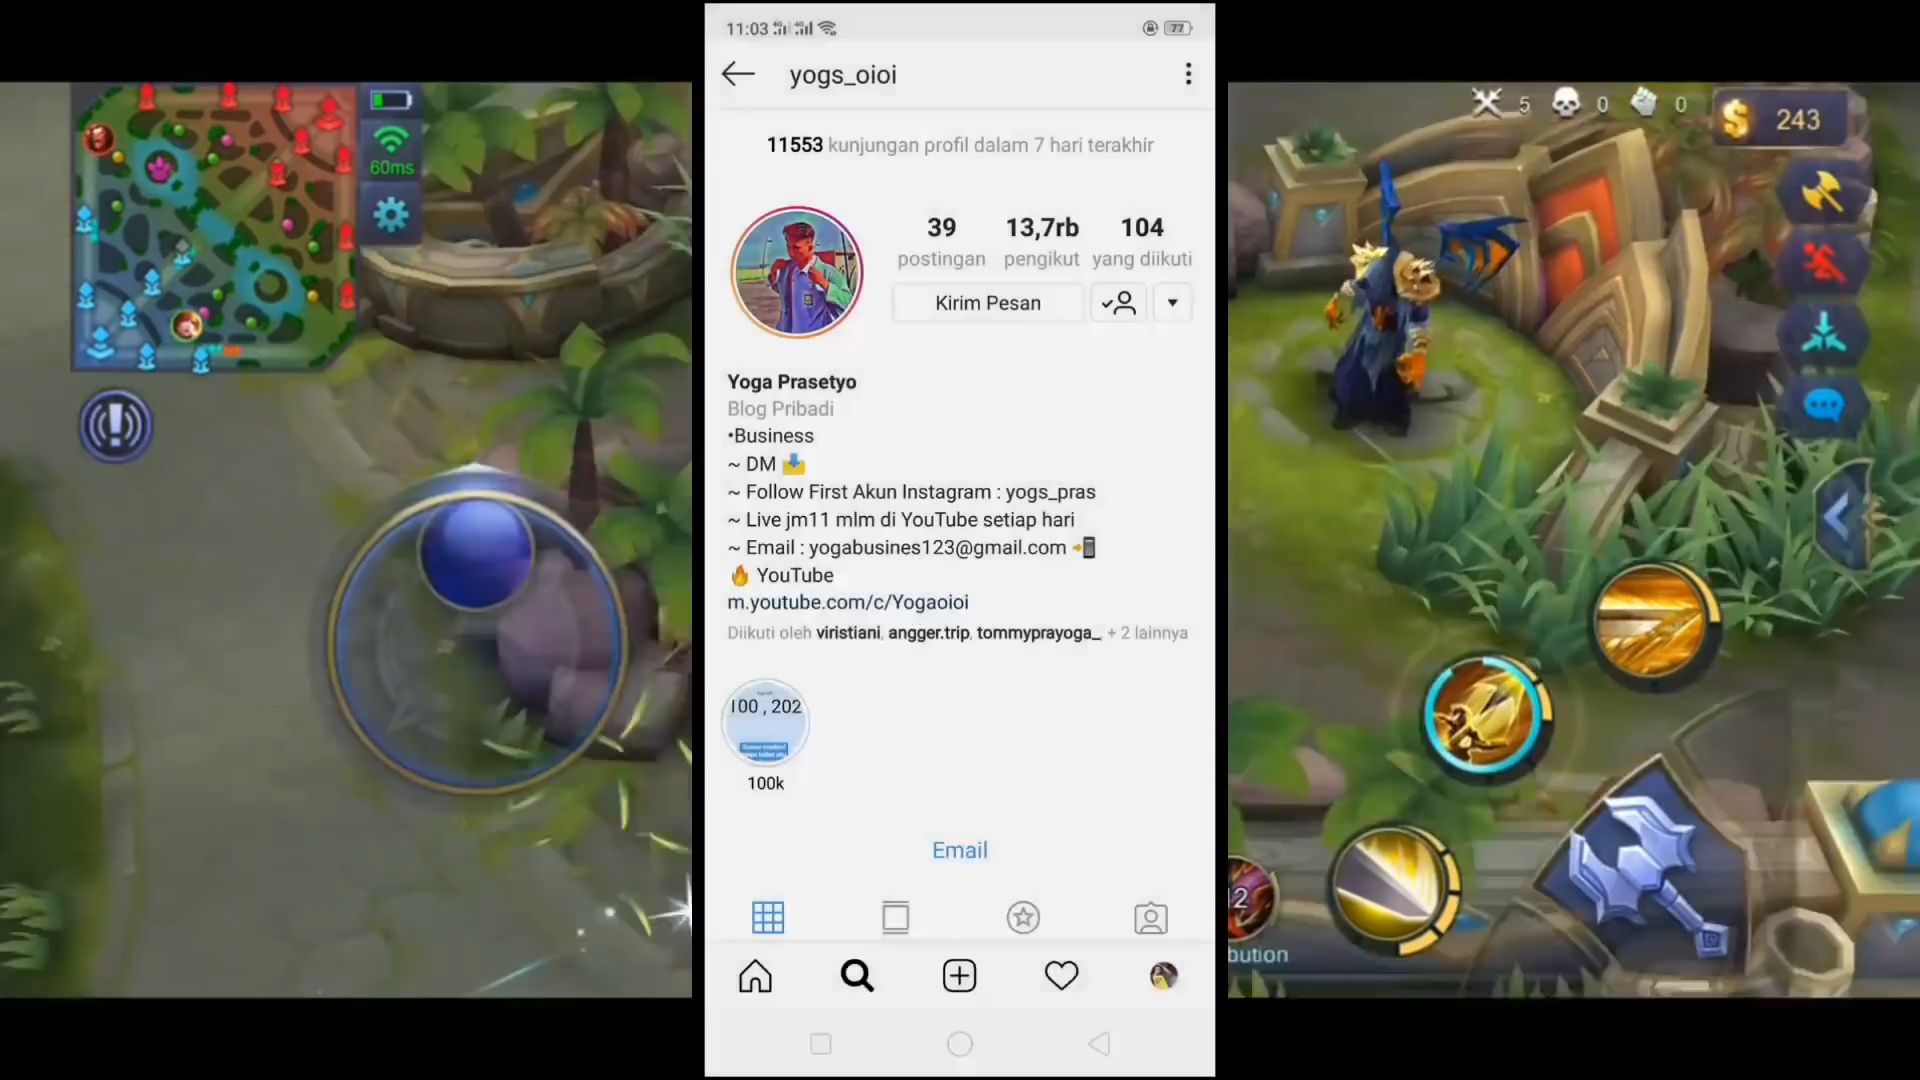 11:03
77
yogs_oioi
11553 kunjungan profil dalam 7 hari terakhir
39
13,7rb
104
postingan
pengikut
yang diikuti
Kirim Pesan
Yoga Prasetyo
Blog Pribadi
•Business
~ DM 📥
~ Follow First Akun Instagram : yogs_pras
~ Live jm11 mlm di YouTube setiap hari
~ Email : yogabusines123@gmail.com 📲
🔥 YouTube
m.youtube.com/c/Yogaoioi
Diikuti oleh viristiani, angger.trip, tommyprayoga_ + 2 lainnya
100 , 202
100k
Email
60ms
5
0
0
243
2
bution